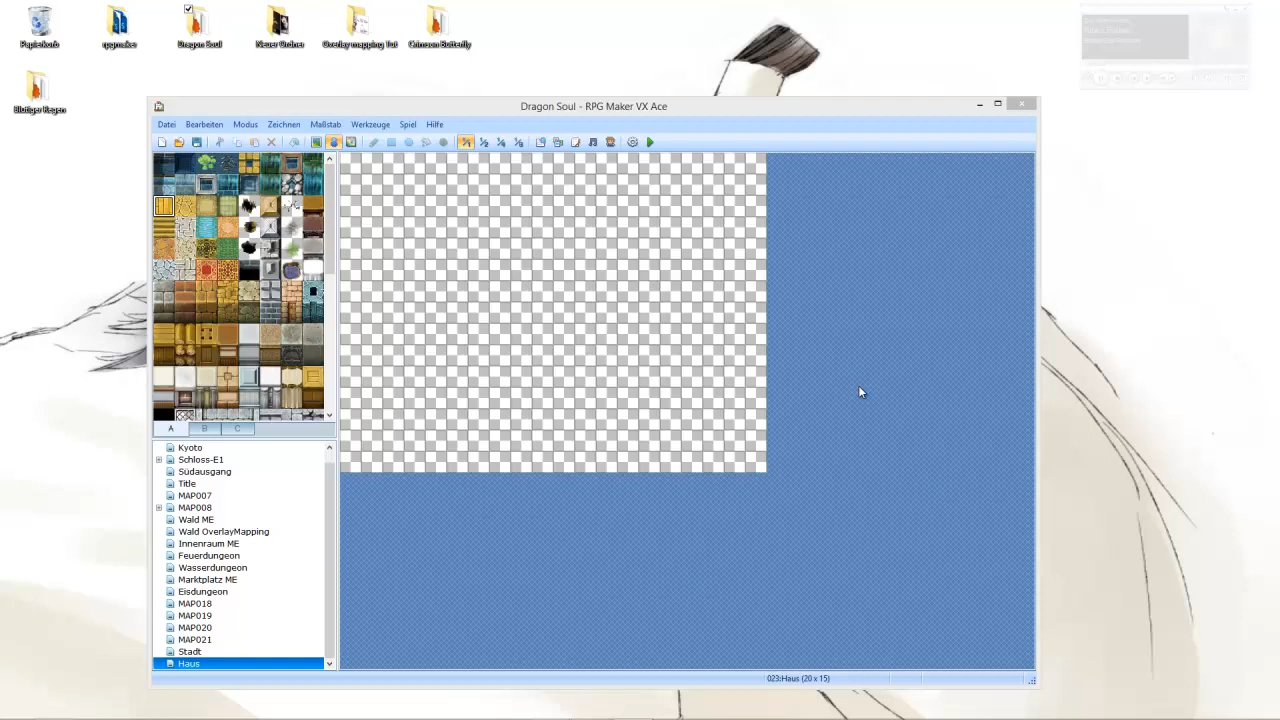 Papierkorb
rpgmaker
Dragon Soul
Neuer Ordner
Overlay mapping Tut
Crimson Butterfly
Blutiger Regen
Dragon Soul - RPG Maker VX Ace
Datei Bearbeiten Modus Zeichnen Maßstab Werkzeuge Spiel Hilfe
A B C
Kyoto
Schloss-E1
Südausgang
Title
MAP007
MAP008
Wald ME
Wald OverlayMapping
Innenraum ME
Feuerdungeon
Wasserdungeon
Marktplatz ME
Eisdungeon
MAP018
MAP019
MAP020
MAP021
Stadt
Haus
023:Haus (20 x 15)